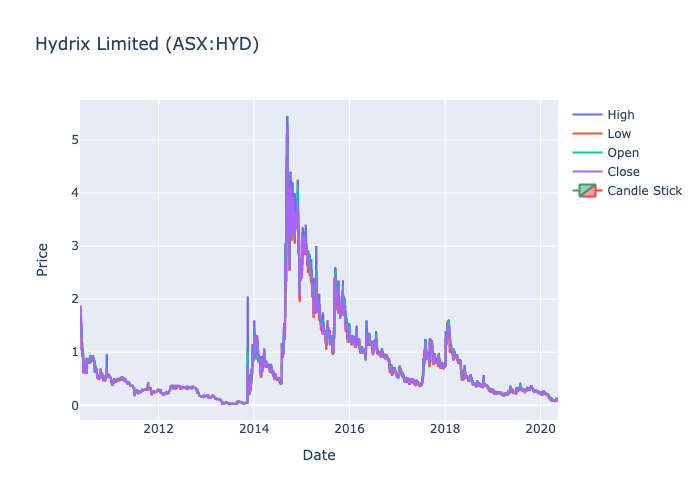 Hydrix Limited (ASX:HYD)
High
Low
Open
Close
Candle Stick
5
4
3
2
1
0
Price
2012 2014 2016 2018 2020
Date